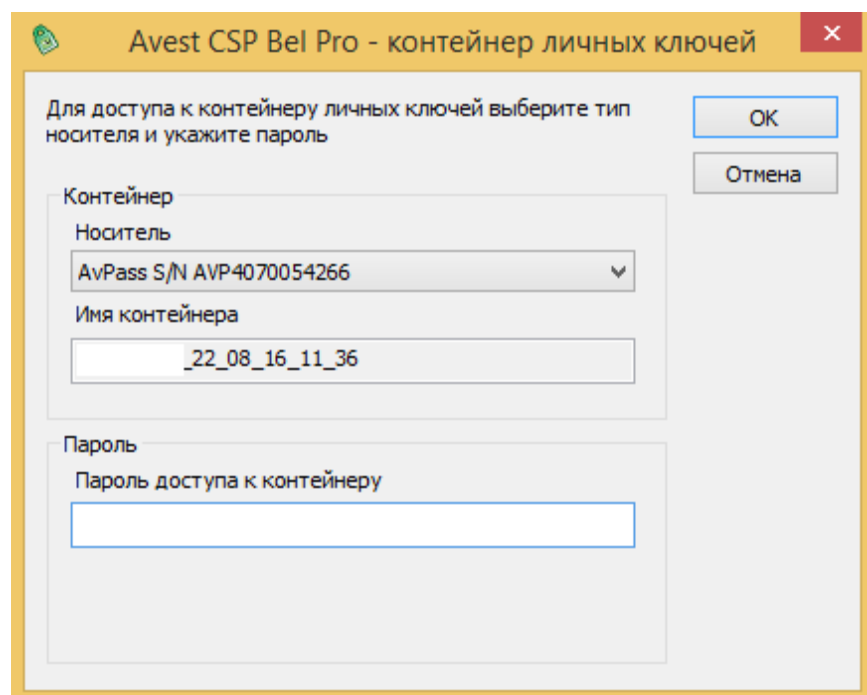 Avest CSP Bel Pro - контейнер личных ключей
Для доступа к контейнеру личных ключей выберите тип
носителя и укажите пароль
OK
Отмена
Контейнер
Носитель
AvPass S/N AVP4070054266
Имя контейнера
_22_08_16_11_36
Пароль
Пароль доступа к контейнеру